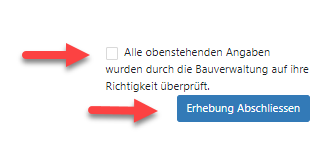 Alle obenstehenden Angaben
wurden durch die Bauverwaltung auf ihre
Richtigkeit überprüft.
Erhebung Abschliessen